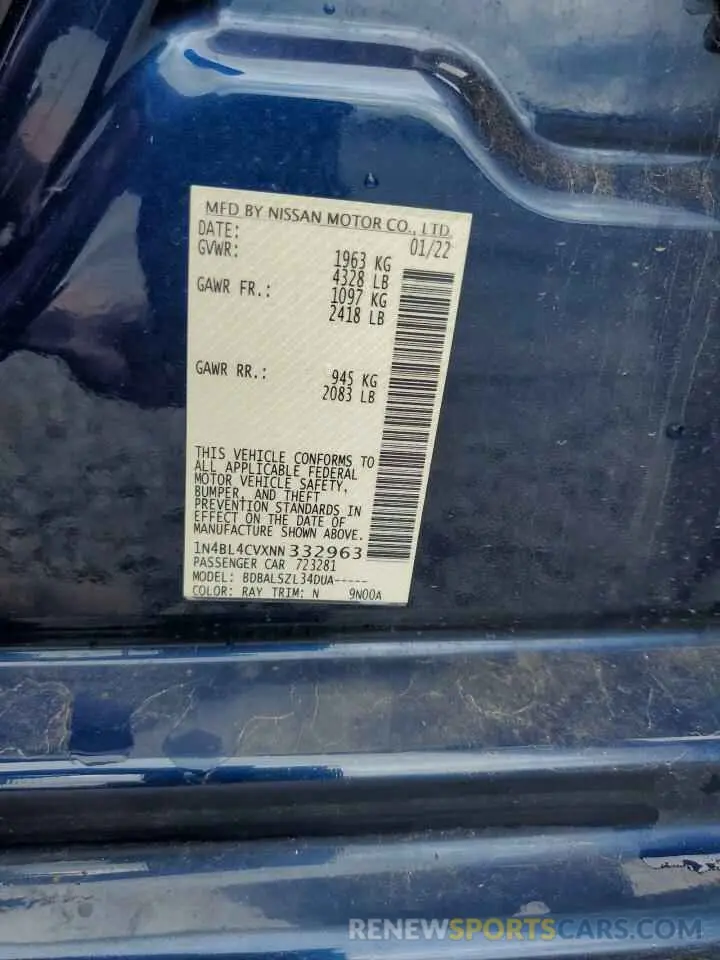 MFD BY NISSAN MOTOR CO., LTD.
DATE: 01/22
GVWR: 1963 KG
4328 LB
GAWR FR.: 1097 KG
2418 LB
GAWR RR.: 945 KG
2083 LB
THIS VEHICLE CONFORMS TO
ALL APPLICABLE FEDERAL
MOTOR VEHICLE SAFETY,
BUMPER, AND THEFT
PREVENTION STANDARDS IN
EFFECT ON THE DATE OF
MANUFACTURE SHOWN ABOVE.
1N4BL4CVXNN332963
PASSENGER CAR 723281
MODEL: BDBALSZL34DUA-----
COLOR: RAY TRIM: N 9N00A
RENEWSPORTSCARS.COM